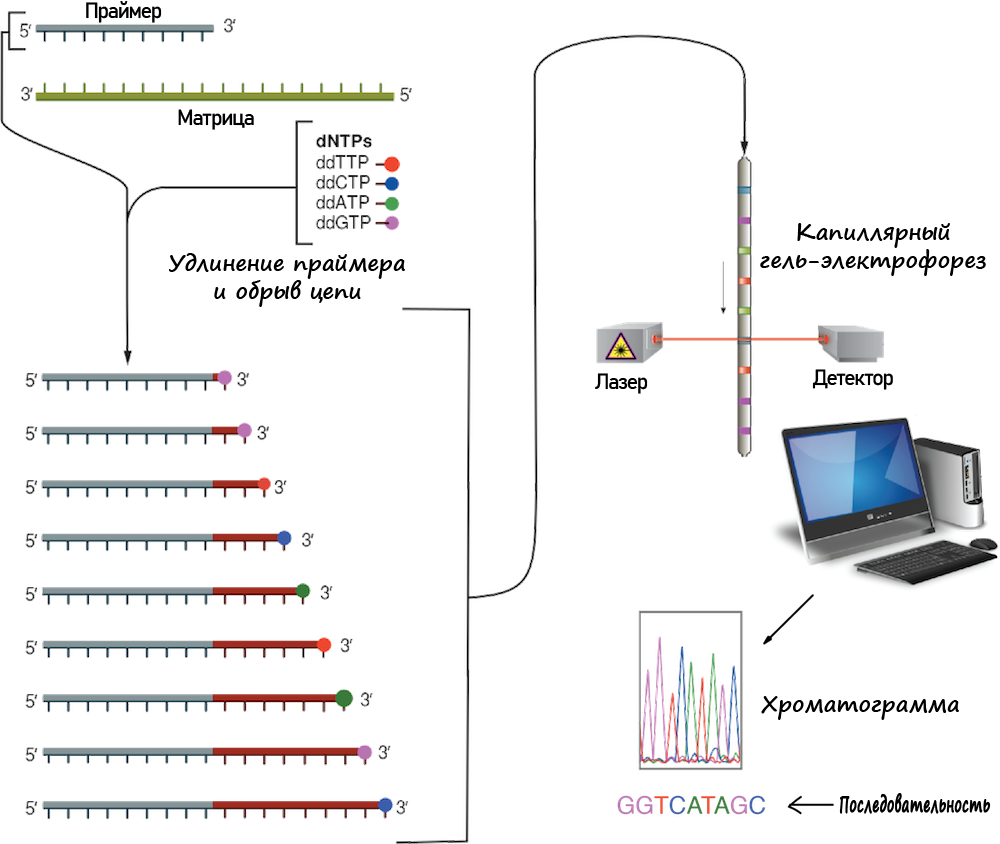 Праймер
5′ 3′
3′ 5′
Матрица
dNTPs
ddTTP
ddCTP
ddATP
ddGTP
Удлинение праймера
и обрыв цепи
5′ 3′
5′ 3′
5′ 3′
5′ 3′
5′ 3′
5′ 3′
5′ 3′
5′ 3′
5′ 3′
Капиллярный
гель-электрофорез
Лазер
Детектор
Хроматограмма
GGTCATAGC
Последовательность